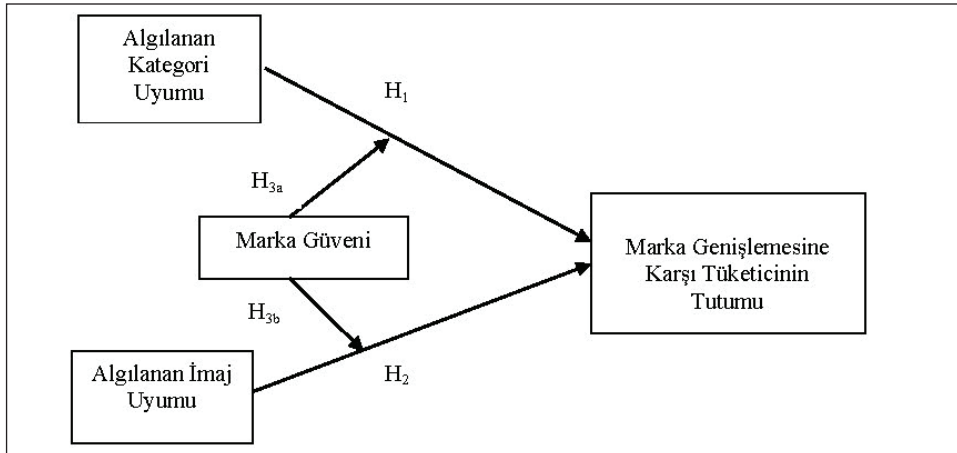 Algılanan
Kategori
Uyumu
H1
H3a
Marka Güveni
H3b
Marka Genişlemesine
Karşı Tüketicinin
Tutumu
Algılanan İmaj
Uyumu
H2